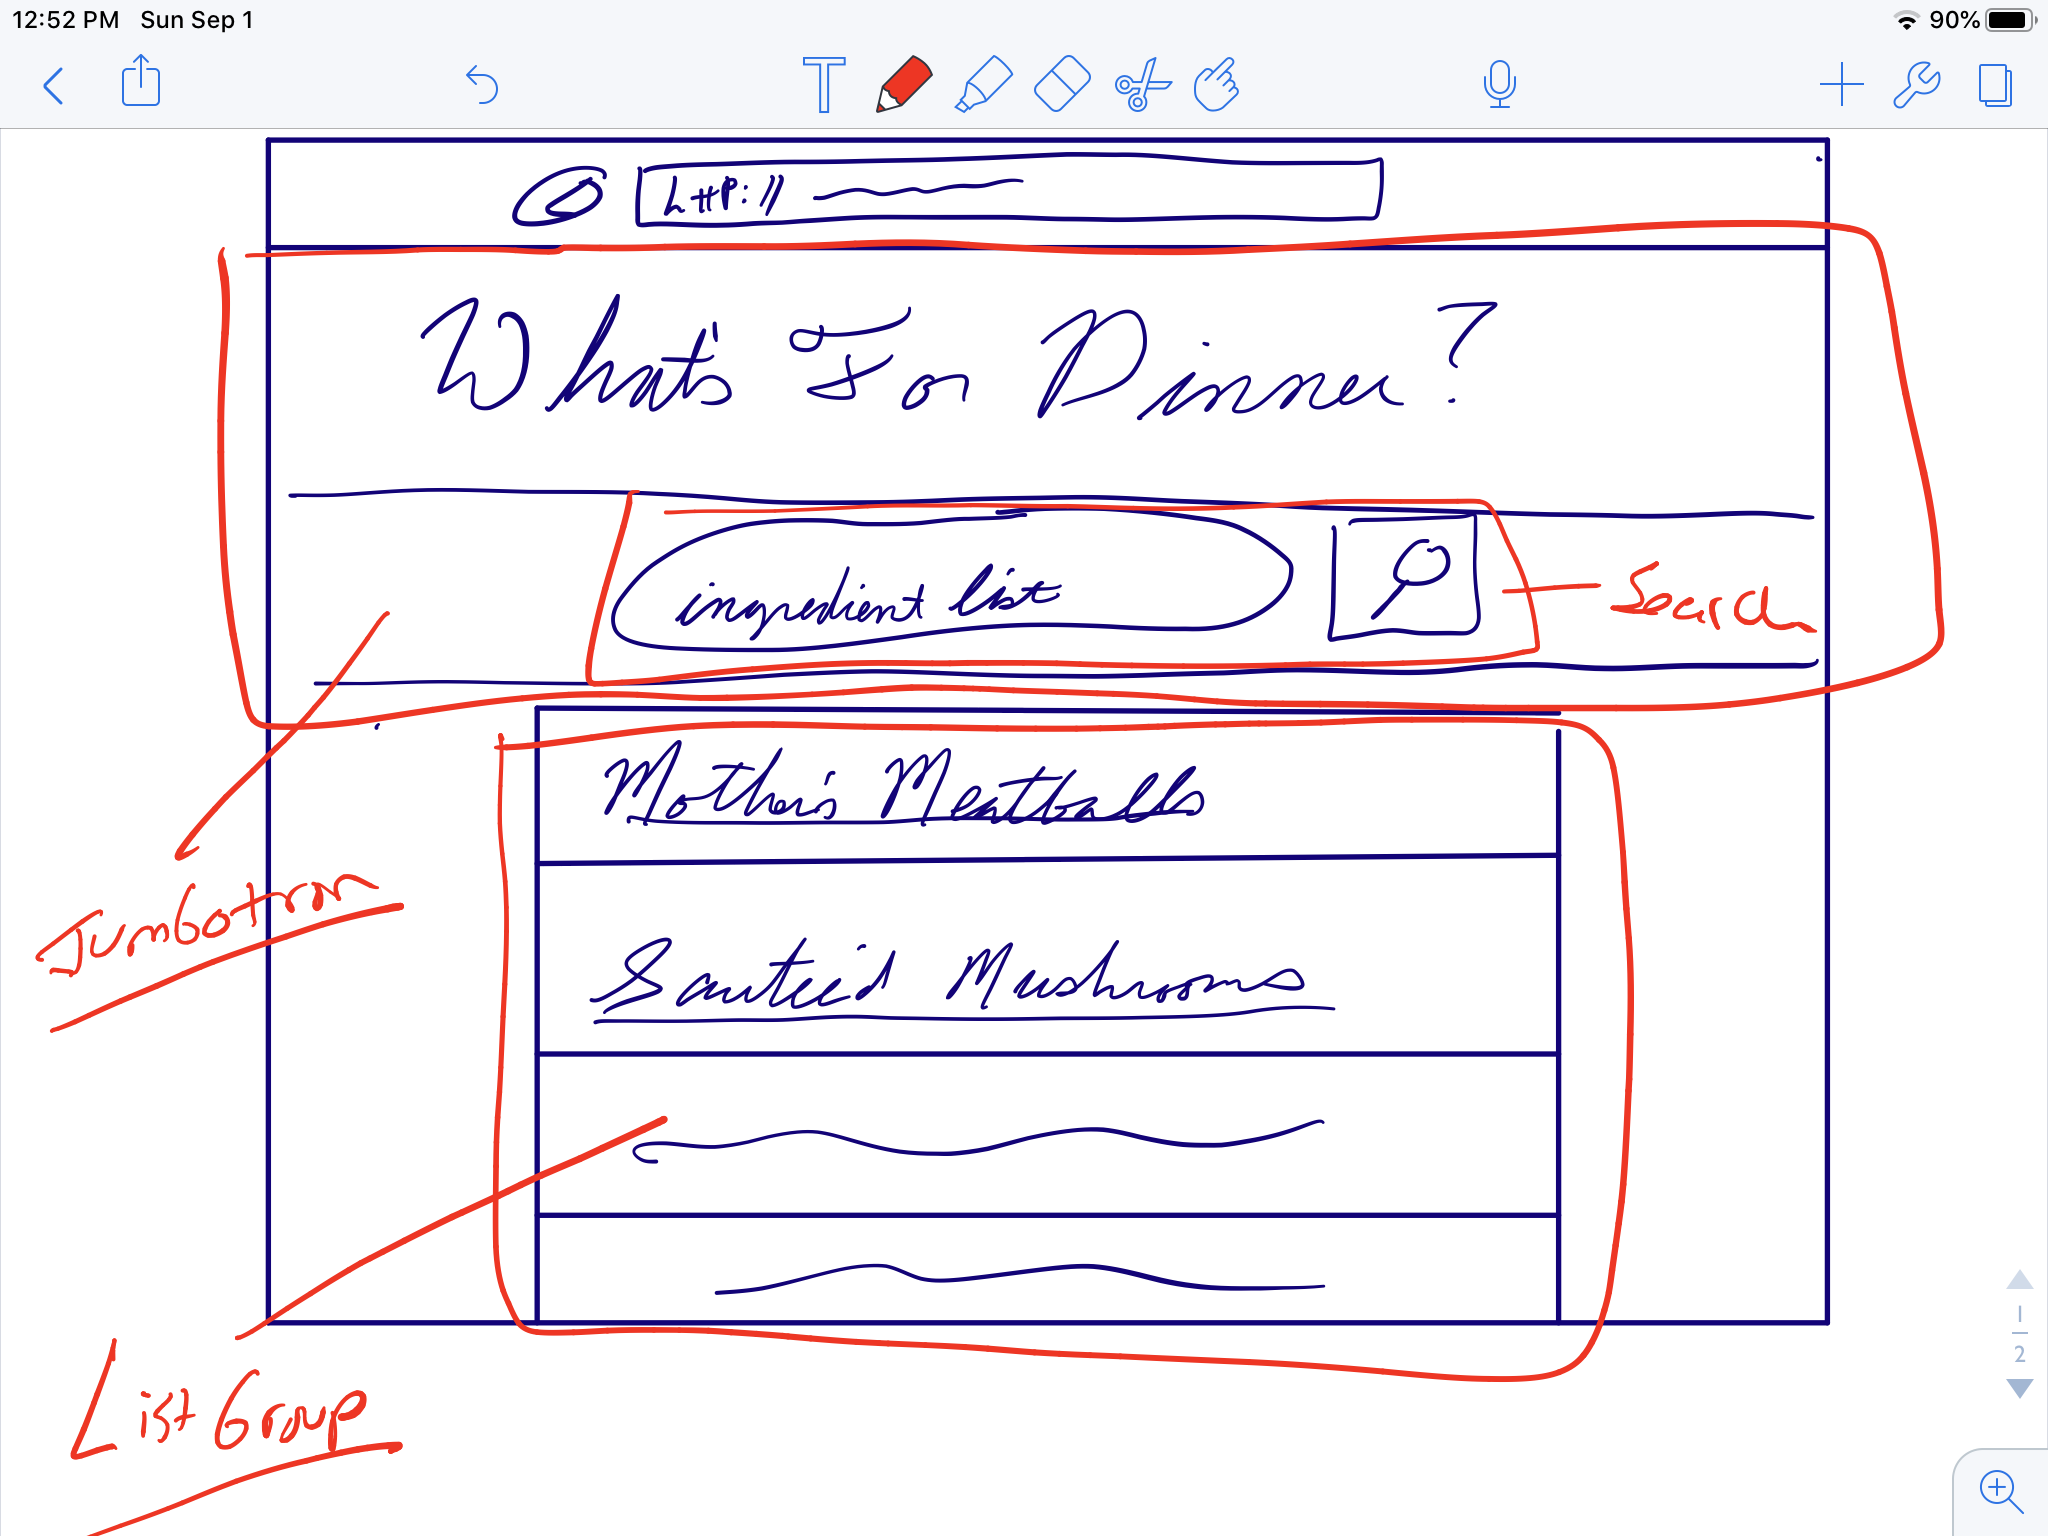 12:52 PM Sun Sep 1
90%
http://
What's For Dinner?
ingredient list
Search
Mother's Meatballs
Jumbotron
Sauteé'd Mushrooms
List Group
1
2